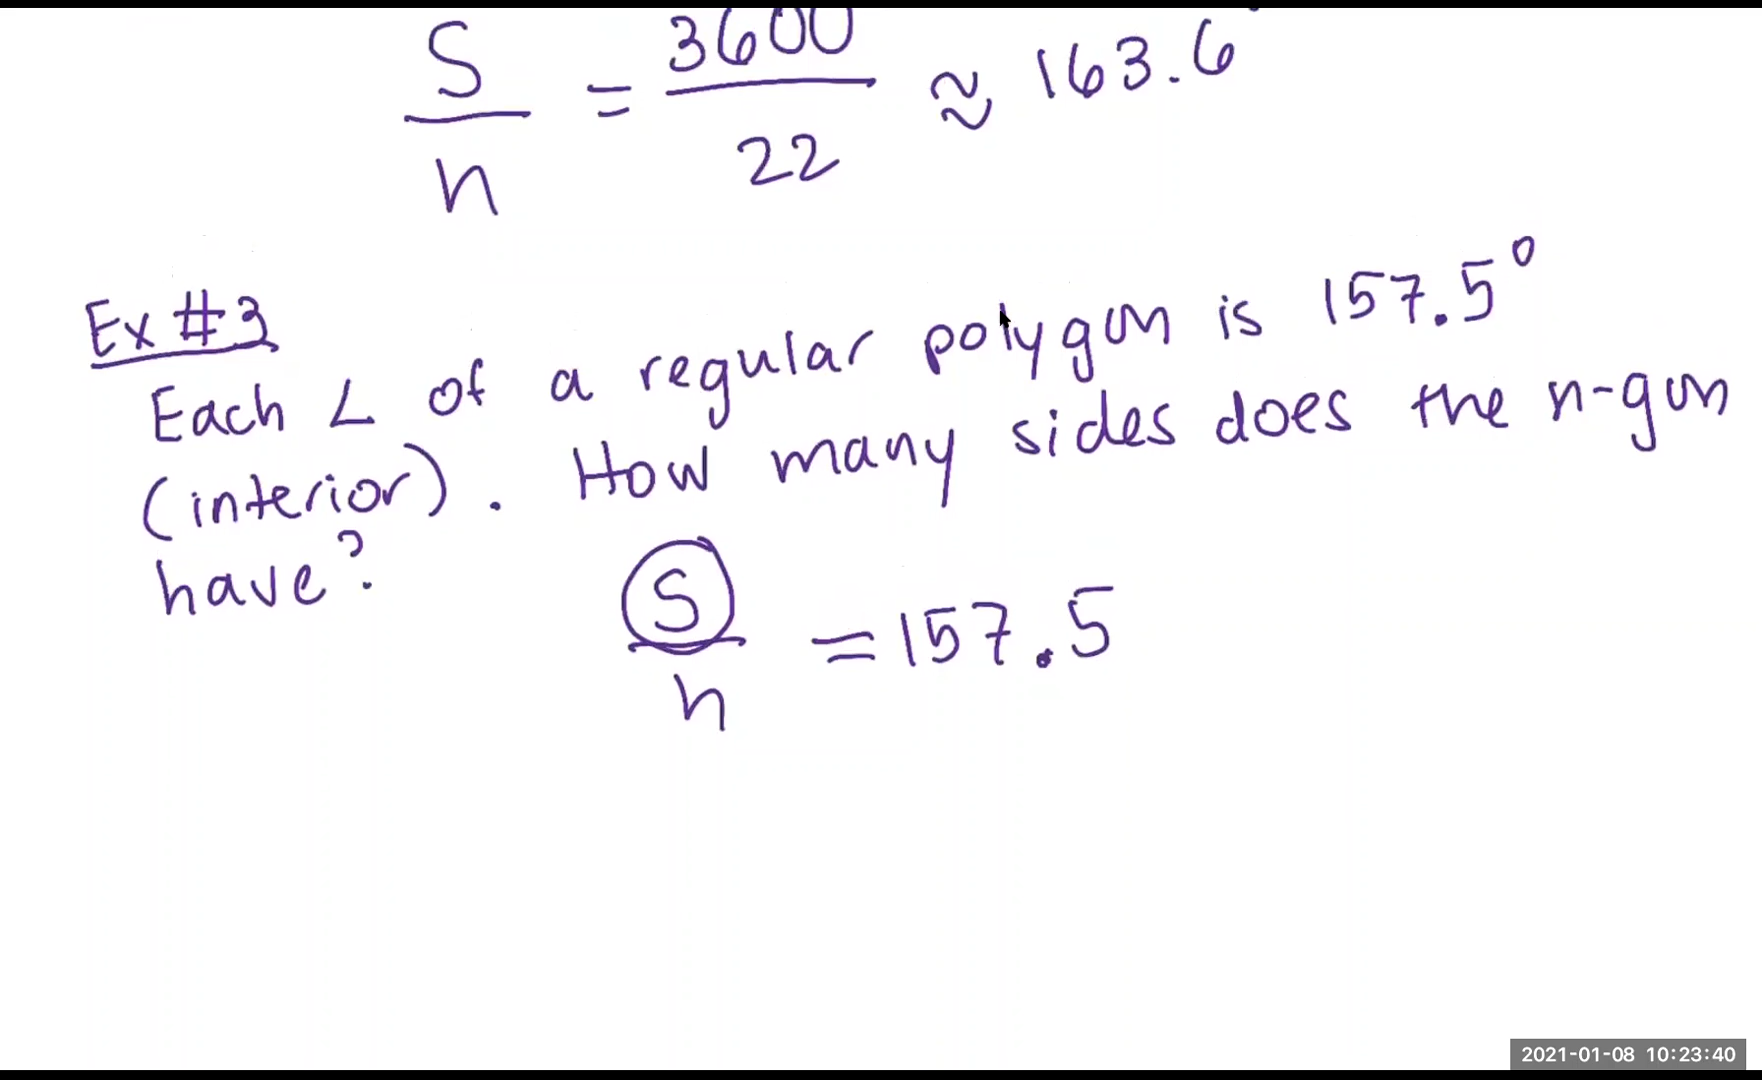 S/n = 3600/22 ≈ 163.6°
Ex #3
Each ∠ of a regular polygon is 157.5°
(interior). How many sides does the n-gon
have?
S/n = 157.5
2021-01-08 10:23:40